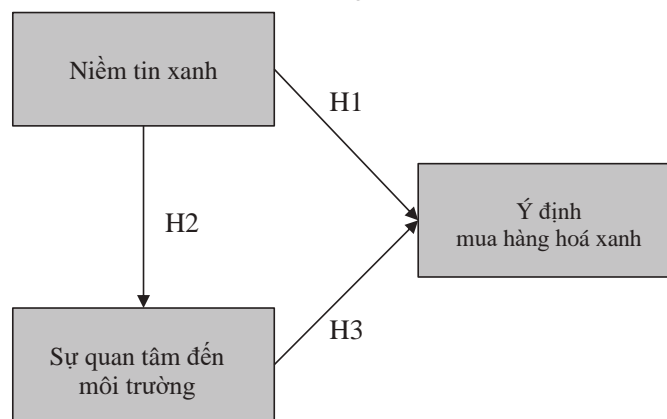 Niềm tin xanh
H1
Ý định
mua hàng hoá xanh
H2
H3
Sự quan tâm đến
môi trường